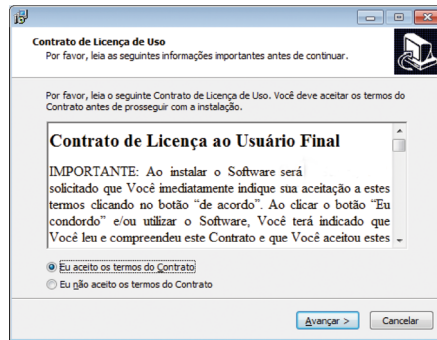 Contrato de Licença de Uso
Por favor, leia as seguintes informações importantes antes de continuar.
Por favor, leia o seguinte Contrato de Licença de Uso. Você deve aceitar os termos do
Contrato antes de prosseguir com a instalação.
Contrato de Licença ao Usuário Final
IMPORTANTE: Ao instalar o Software será
solicitado que Você imediatamente indique sua aceitação a estes
termos clicando no botão “de acordo”. Ao clicar o botão “Eu
condordo” e/ou utilizar o Software, Você terá indicado que
Você leu e compreendeu este Contrato e que Você aceitou estes
Eu aceito os termos do Contrato
Eu não aceito os termos do Contrato
Avançar >
Cancelar